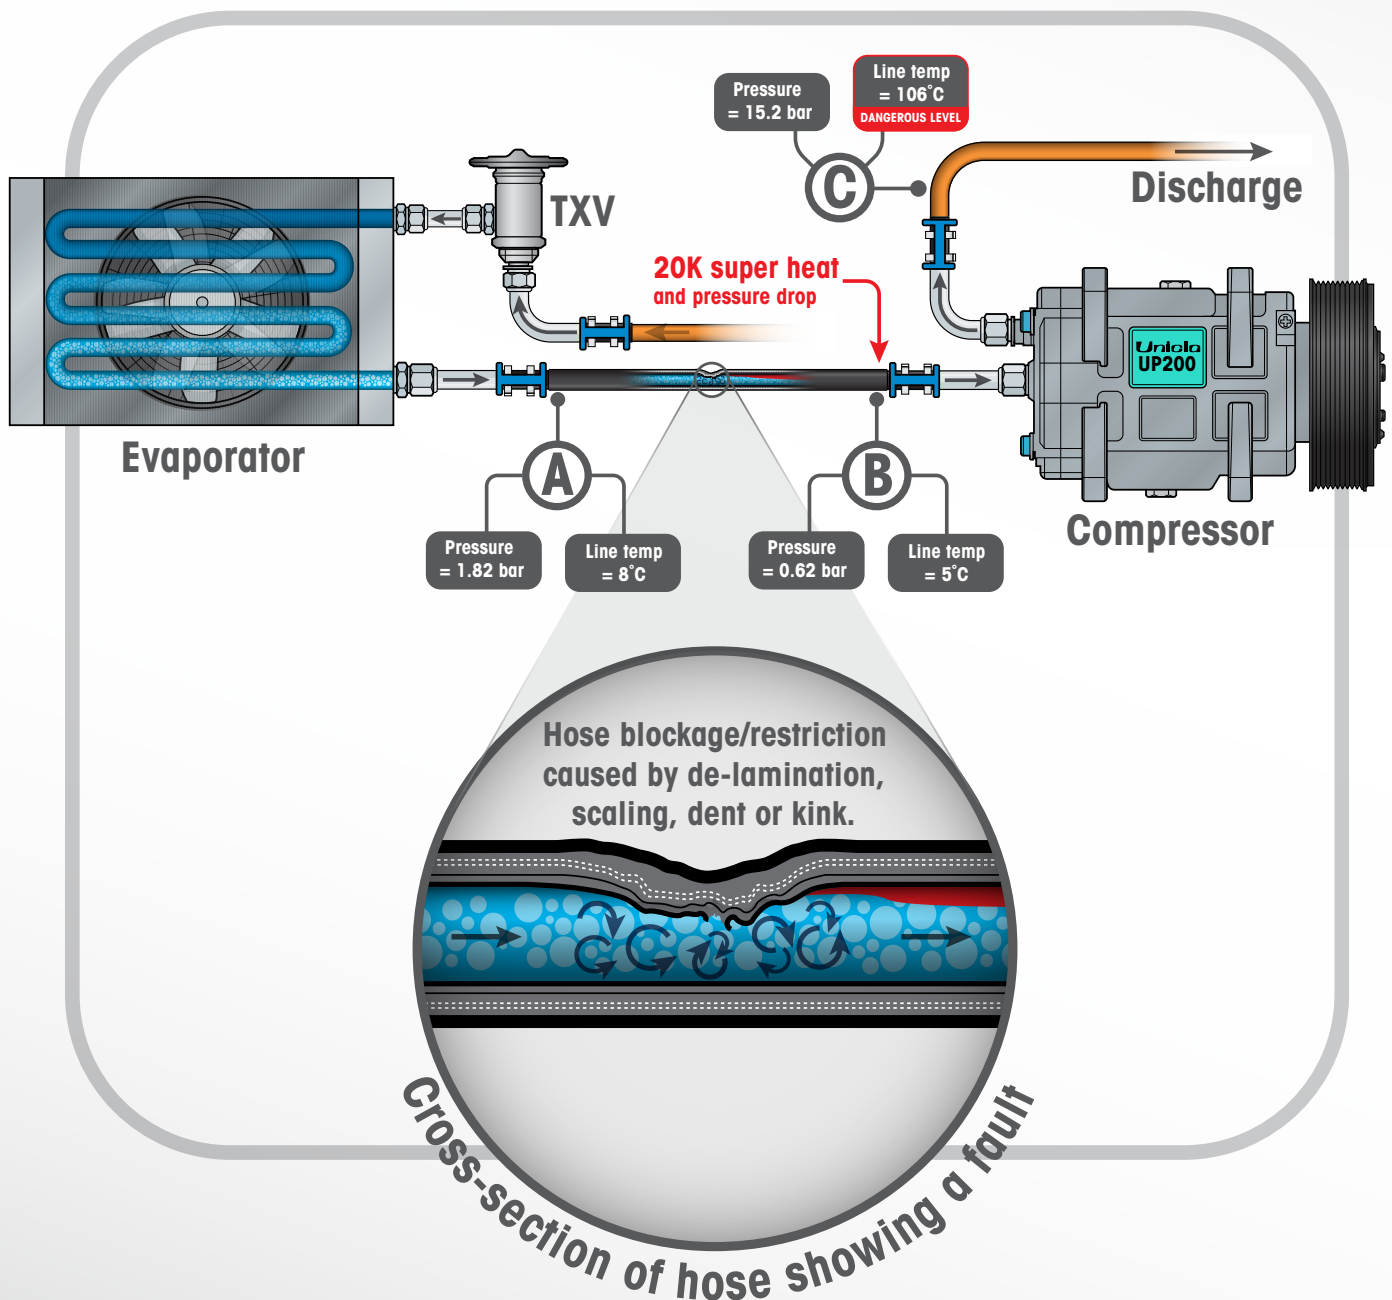 Pressure
= 15.2 bar
Line temp
= 106˚C
DANGEROUS LEVEL
C
Discharge
TXV
20K super heat
and pressure drop
Uniclo
UP200
Evaporator
A
B
Compressor
Pressure
= 1.82 bar
Line temp
= 8˚C
Pressure
= 0.62 bar
Line temp
= 5˚C
Hose blockage/restriction
caused by de-lamination,
scaling, dent or kink.
Cross-section of hose showing a fault